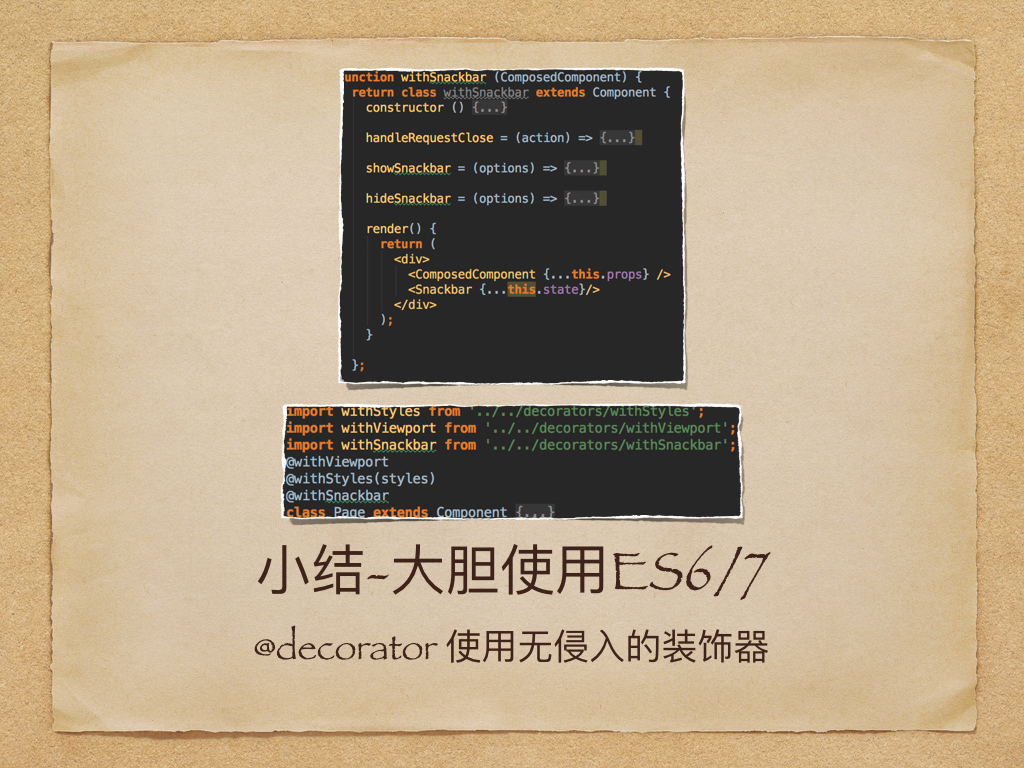 unction withSnackbar (ComposedComponent) {
return class withSnackbar extends Component {
constructor () {...}
handleRequestClose = (action) => {...}
showSnackbar = (options) => {...}
hideSnackbar = (options) => {...}
render() {
return (
<div>
<ComposedComponent {...this.props} />
<Snackbar {...this.state}/>
</div>
);
}
};
import withStyles from '../../decorators/withStyles';
import withViewport from '../../decorators/withViewport';
import withSnackbar from '../../decorators/withSnackbar';
@withViewport
@withStyles(styles)
@withSnackbar
class Page extends Component {...}
小结-大胆使用ES6/7
@decorator 使用无侵入的装饰器